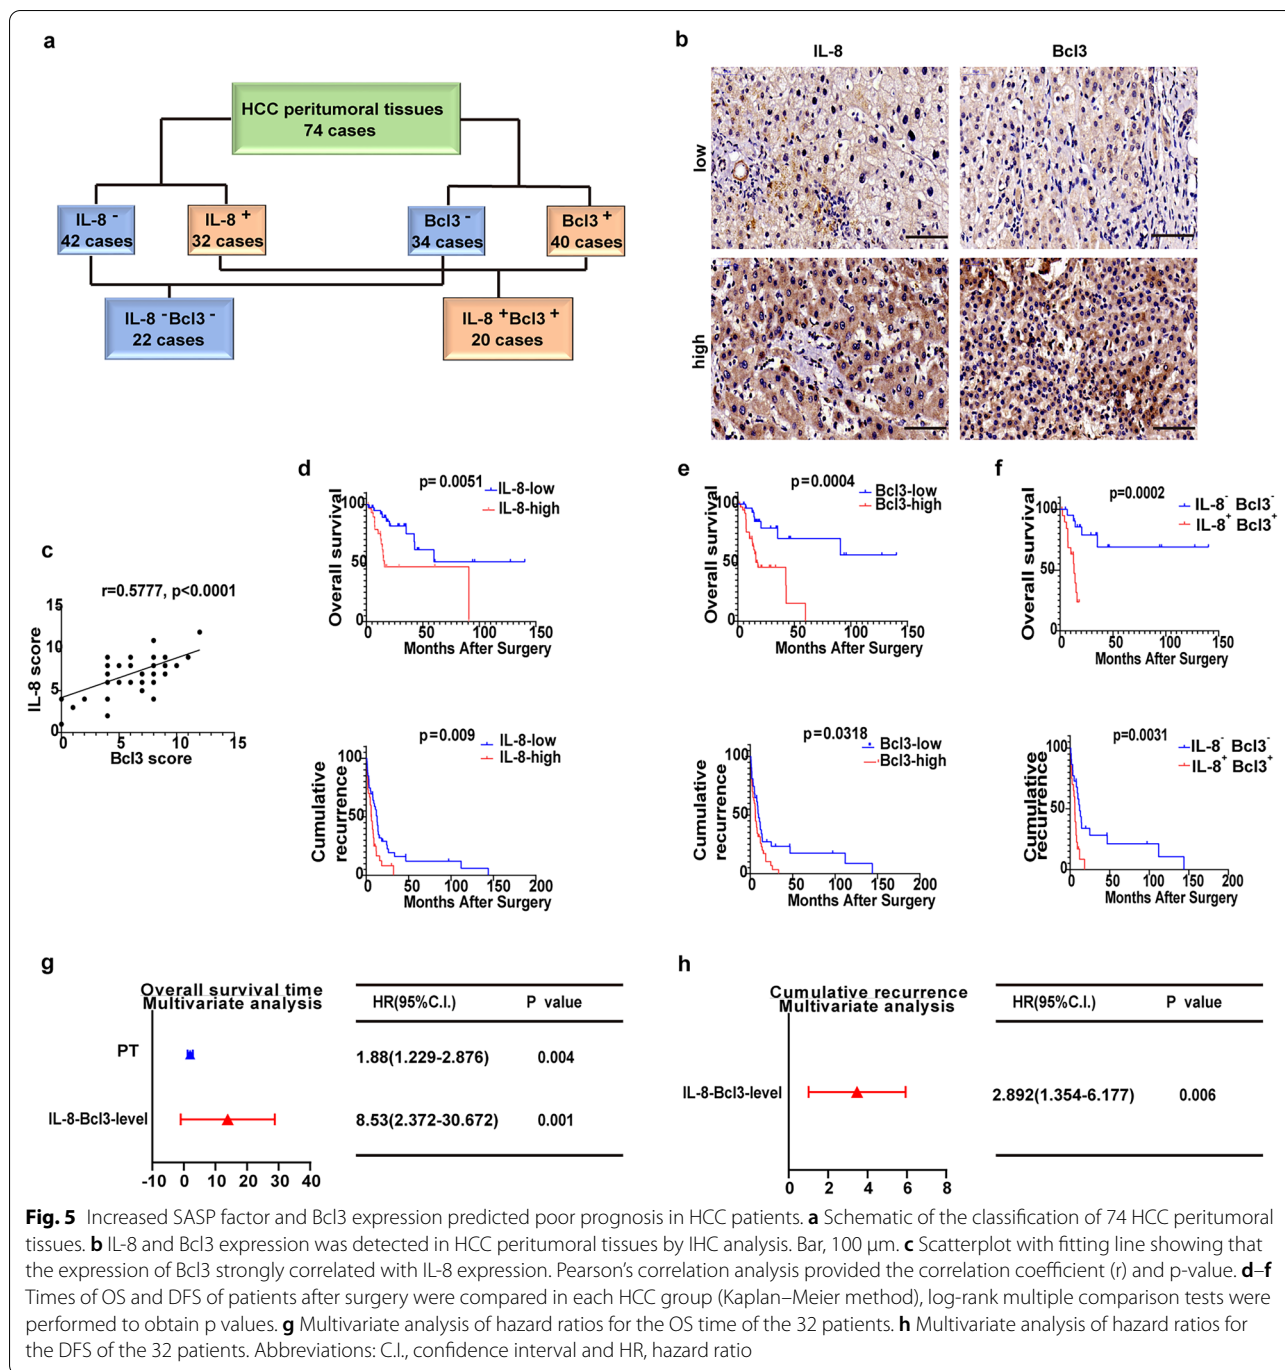 a
HCC peritumoral tissues
74 cases
IL-8 -
42 cases
IL-8 +
32 cases
Bcl3 -
34 cases
Bcl3 +
40 cases
IL-8 -Bcl3 -
22 cases
IL-8 +Bcl3 +
20 cases
b
IL-8
Bcl3
low
high
c
r=0.5777, p<0.0001
IL-8 score
15
10
5
0
0 5 10 15
Bcl3 score
d
p= 0.0051
IL-8-low
IL-8-high
Overall survival
100
50
0
0 50 100 150
Months After Surgery
p=0.009
IL-8-low
IL-8-high
Cumulative
recurrence
100
50
0
0 50 100 150 200
Months After Surgery
e
p=0.0004
Bcl3-low
Bcl3-high
Overall survival
100
50
0
0 50 100 150
Months After Surgery
p=0.0318
Bcl3-low
Bcl3-high
Cumulative
recurrence
100
50
0
0 50 100 150 200
Months After Surgery
f
p=0.0002
IL-8- Bcl3-
IL-8+ Bcl3+
Overall survival
100
50
0
0 50 100 150
Months After Surgery
p=0.0031
IL-8- Bcl3-
IL-8+ Bcl3+
Cumulative
recurrence
100
50
0
0 50 100 150 200
Months After Surgery
g
Overall survival time
Multivariate analysis
HR(95%C.I.) P value
PT 1.88(1.229-2.876) 0.004
IL-8-Bcl3-level 8.53(2.372-30.672) 0.001
-10 0 10 20 30 40
h
Cumulative recurrence
Multivariate analysis
HR(95%C.I.) P value
IL-8-Bcl3-level 2.892(1.354-6.177) 0.006
0 2 4 6 8
Fig. 5 Increased SASP factor and Bcl3 expression predicted poor prognosis in HCC patients. a Schematic of the classification of 74 HCC peritumoral
tissues. b IL-8 and Bcl3 expression was detected in HCC peritumoral tissues by IHC analysis. Bar, 100 µm. c Scatterplot with fitting line showing that
the expression of Bcl3 strongly correlated with IL-8 expression. Pearson's correlation analysis provided the correlation coefficient (r) and p-value. d–f
Times of OS and DFS of patients after surgery were compared in each HCC group (Kaplan–Meier method), log-rank multiple comparison tests were
performed to obtain p values. g Multivariate analysis of hazard ratios for the OS time of the 32 patients. h Multivariate analysis of hazard ratios for
the DFS of the 32 patients. Abbreviations: C.I., confidence interval and HR, hazard ratio